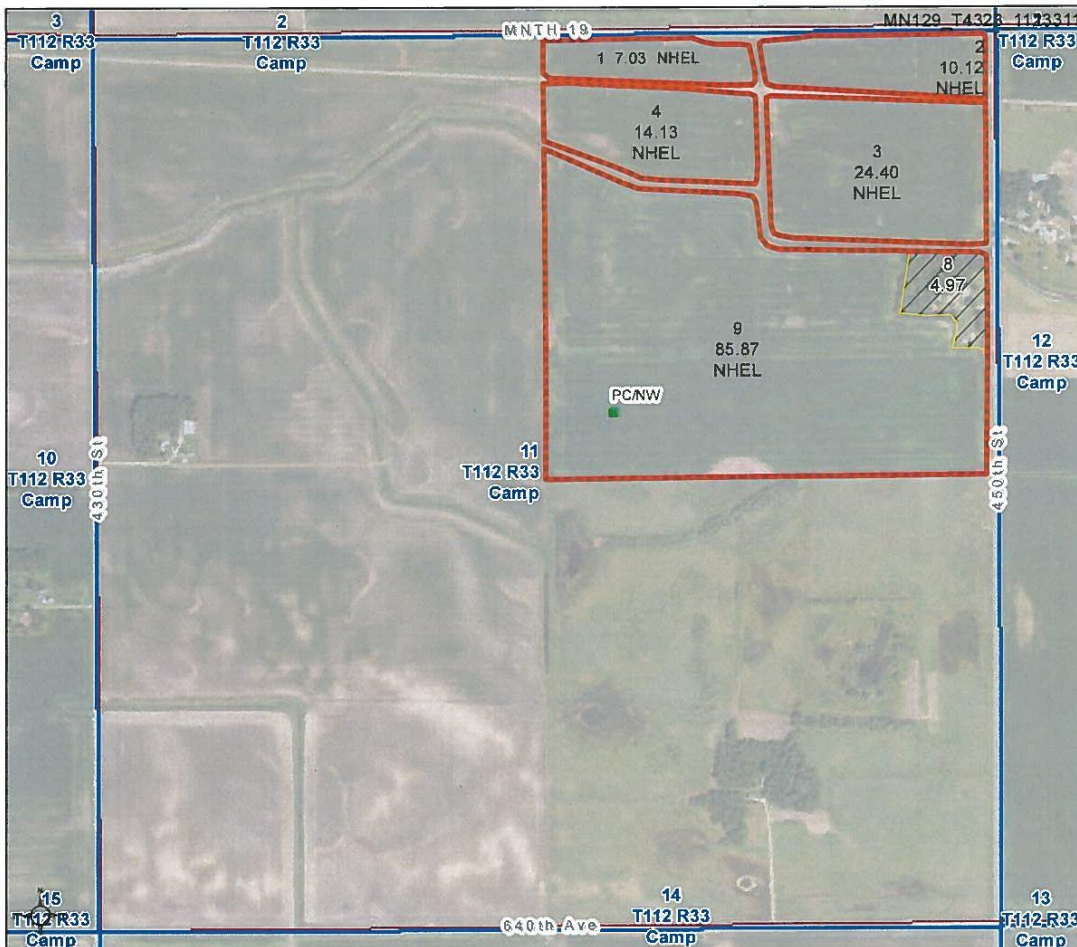 3
T112 R33
Camp
2
T112 R33
Camp
MNTH 19
MN129_T4323_
T112 R33
Camp
1 7.03 NHEL
2
10.12
NHEL
4
14.13
NHEL
3
24.40
NHEL
8
4.97
9
85.87
NHEL
PC/NW
12
T112 R33
Camp
10
T112 R33
Camp
430th St
11
T112 R33
Camp
450th St
15
T112 R33
Camp
640th Ave
14
T112 R33
Camp
13
T112 R33
Camp